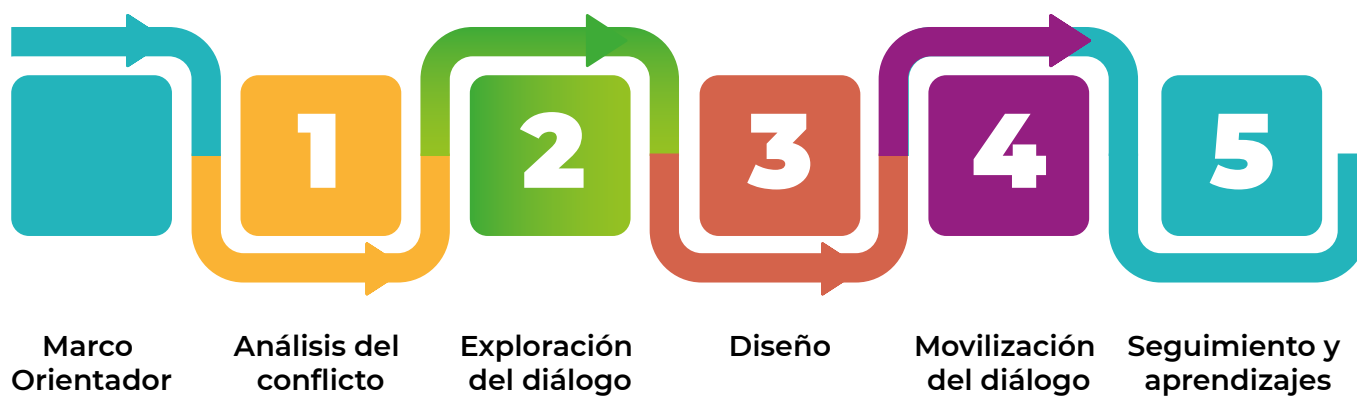 1
2
3
4
5
Marco
Orientador
Análisis del
conflicto
Exploración
del diálogo
Diseño
Movilización
del diálogo
Seguimiento y
aprendizajes